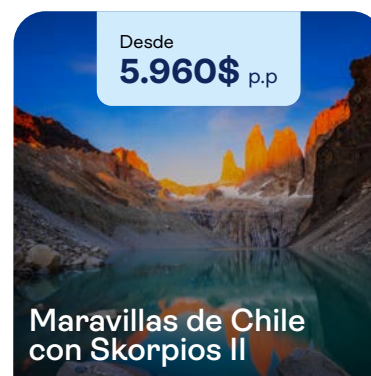 Desde
5.960$ p.p
Maravillas de Chile
con Skorpios II